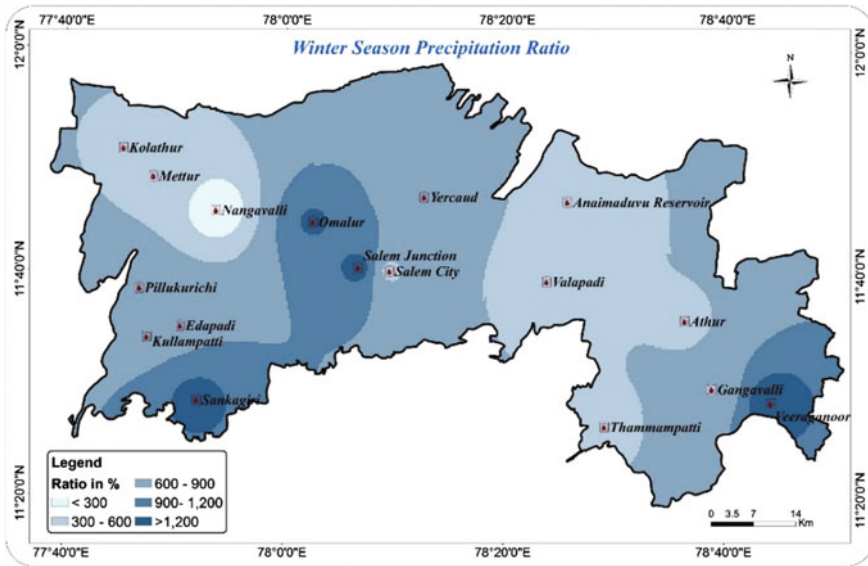 77°40'0"E 78°0'0"E 78°20'0"E 78°40'0"E
Winter Season Precipitation Ratio
12°0'0"N
12°0'0"N
N
Kolathur
Mettur
Nangavalli
Yercaud
Anaimaduvu Reservoir
Omalur
Salem Junction
Salem City
11°40'0"N
11°40'0"N
Pillukurichi
Valapadi
Edapadi
Kullampatti
Athur
Sankagiri
Gangavalli
Veeraganoor
Thammampatti
Legend
Ratio in %
< 300
300 - 600
600 - 900
900- 1,200
>1,200
11°20'0"N
11°20'0"N
0 3.5 7 14
Km
77°40'0"E 78°0'0"E 78°20'0"E 78°40'0"E